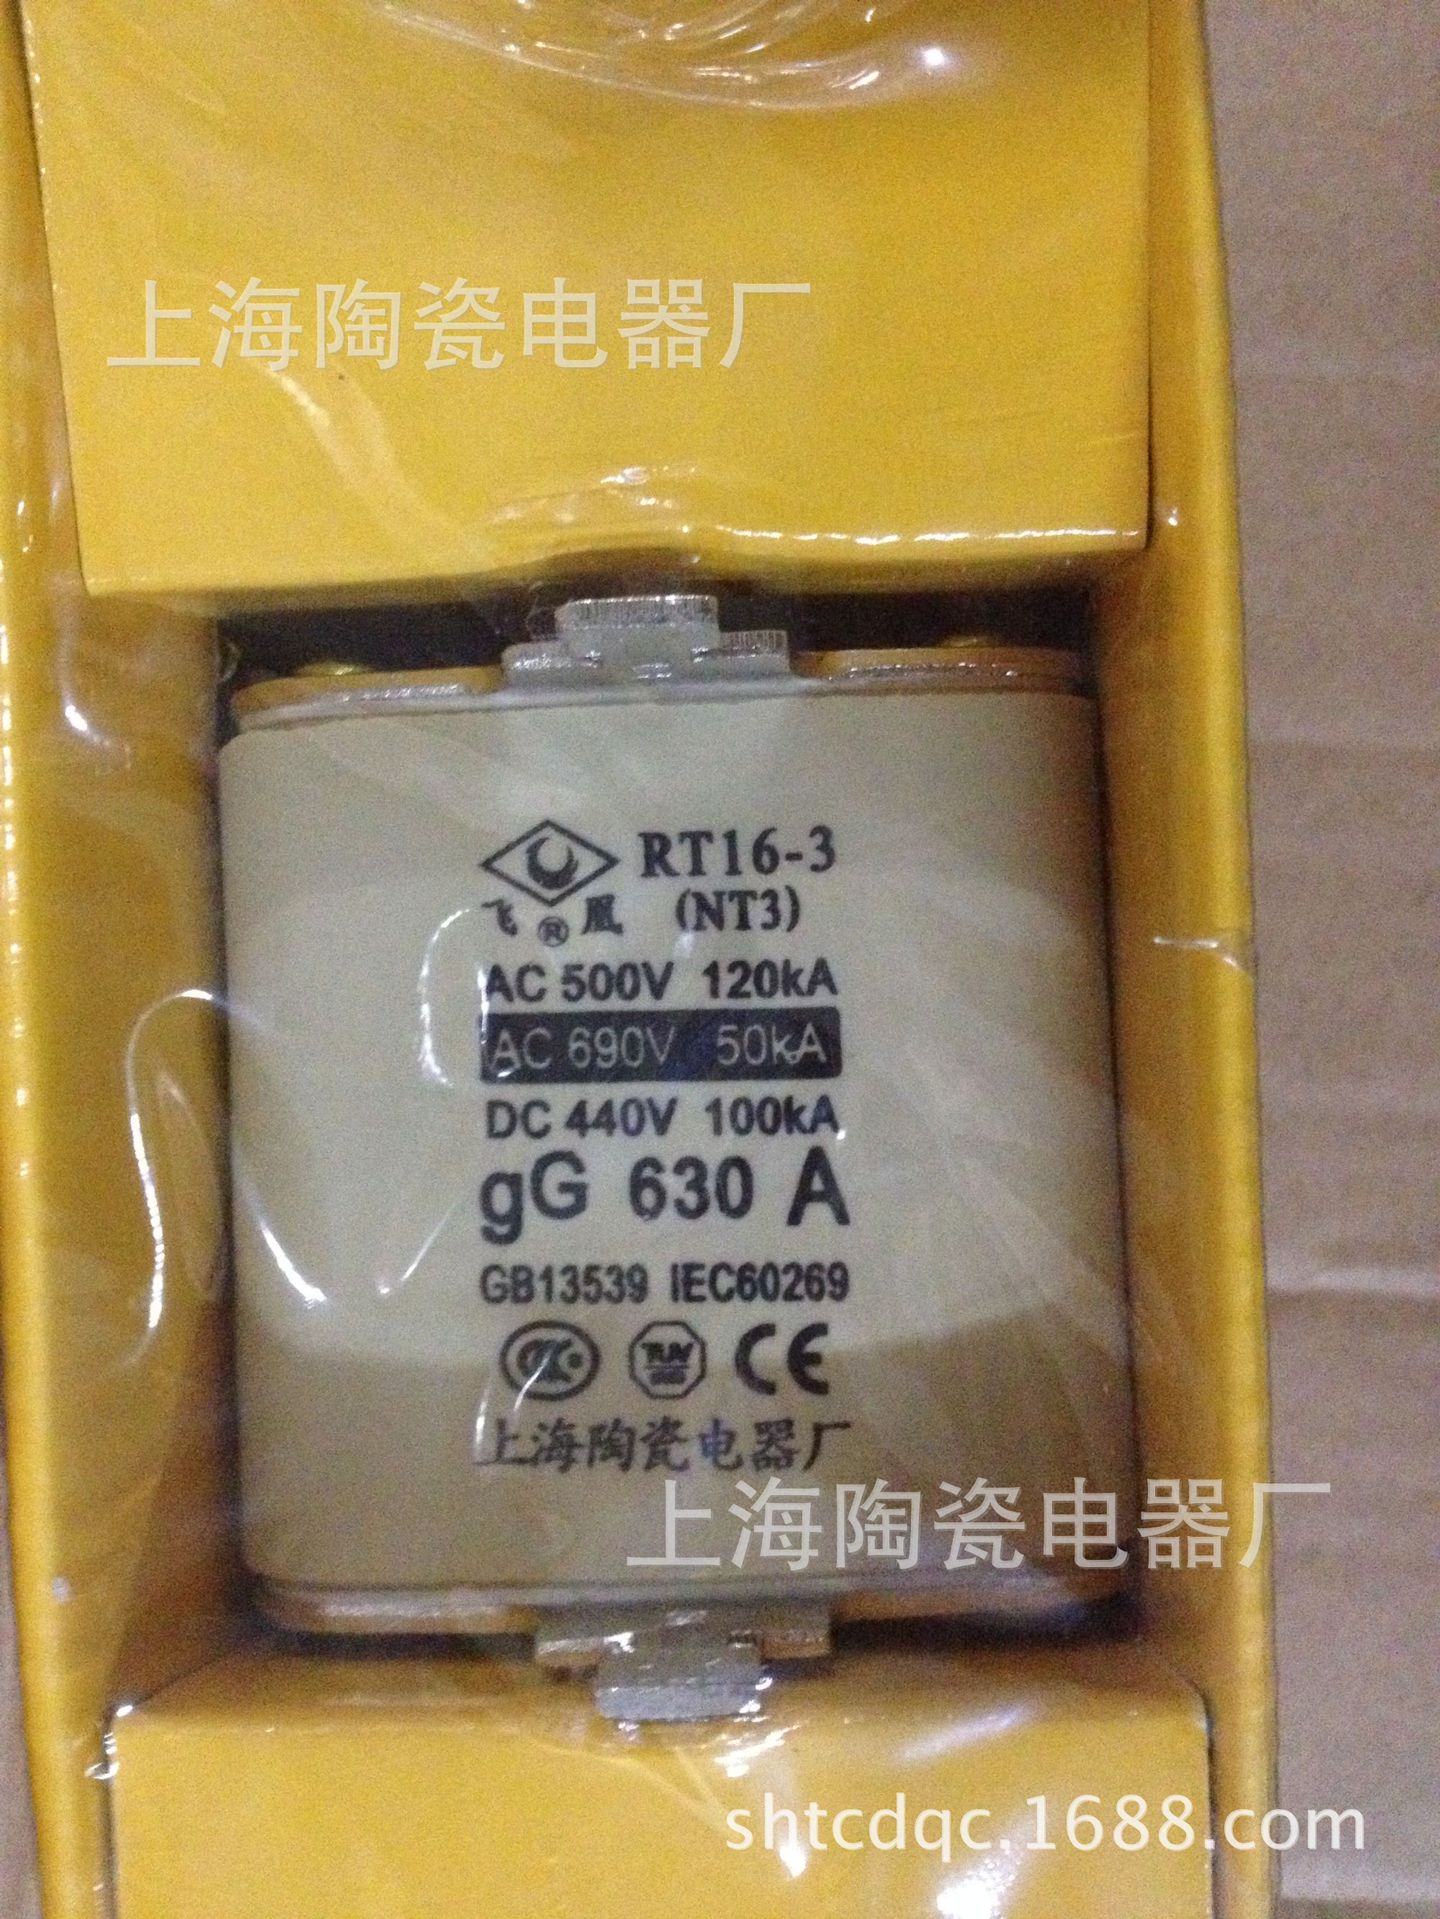 上海陶瓷电器厂
RT16-3
飞®凰 (NT3)
AC 500V 120kA
AC 690V 50kA
DC 440V 100kA
gG 630 A
GB13539 IEC60269
CCC TUV CE
上海陶瓷电器厂
上海陶瓷电器厂
shtcdqc.1688.com